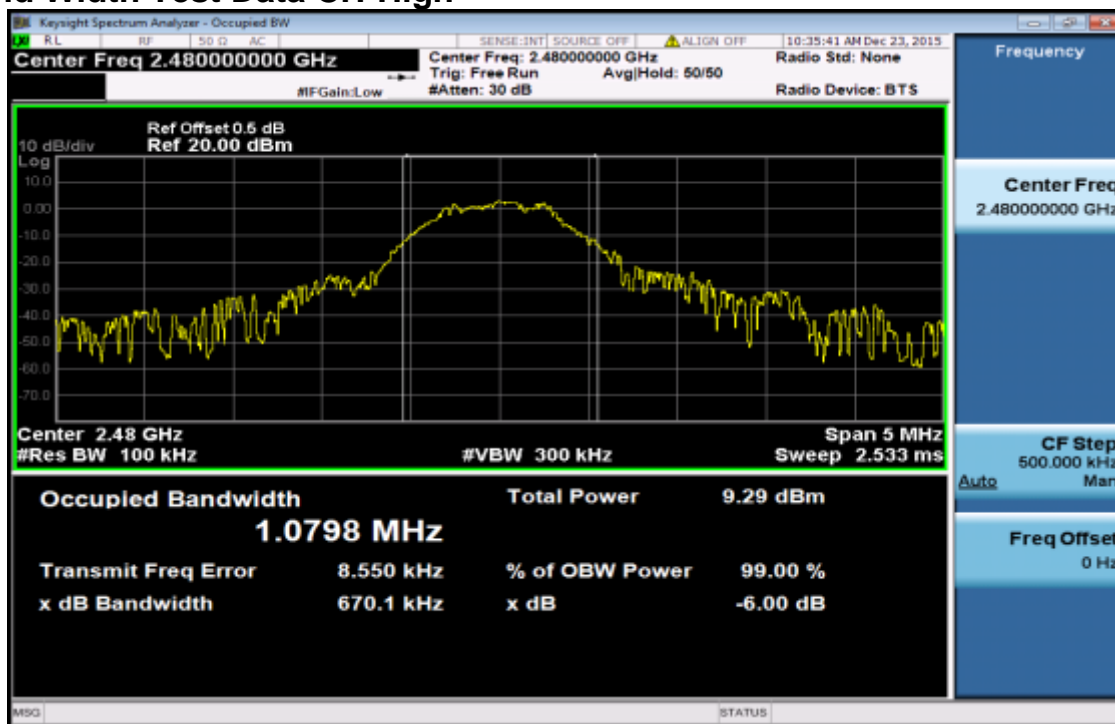 Keysight Spectrum Analyzer - Occupied BW
RL RF 50 Ω AC SENSE:INT SOURCE OFF ALIGN OFF 10:35:41 AM Dec 23, 2015
Center Freq 2.480000000 GHz
Center Freq: 2.480000000 GHz
Radio Std: None
Trig: Free Run Avg|Hold: 50/50
#IFGain:Low #Atten: 30 dB Radio Device: BTS
Ref Offset 0.5 dB
10 dB/div Ref 20.00 dBm
Log
10.0
0.00
-10.0
-20.0
-30.0
-40.0
-50.0
-60.0
-70.0
Center 2.48 GHz Span 5 MHz
#Res BW 100 kHz #VBW 300 kHz Sweep 2.533 ms
Occupied Bandwidth Total Power 9.29 dBm
1.0798 MHz
Transmit Freq Error 8.550 kHz % of OBW Power 99.00 %
x dB Bandwidth 670.1 kHz x dB -6.00 dB
MSG STATUS
Frequency
Center Freq
2.480000000 GHz
CF Step
500.000 kHz
Auto Man
Freq Offset
0 Hz